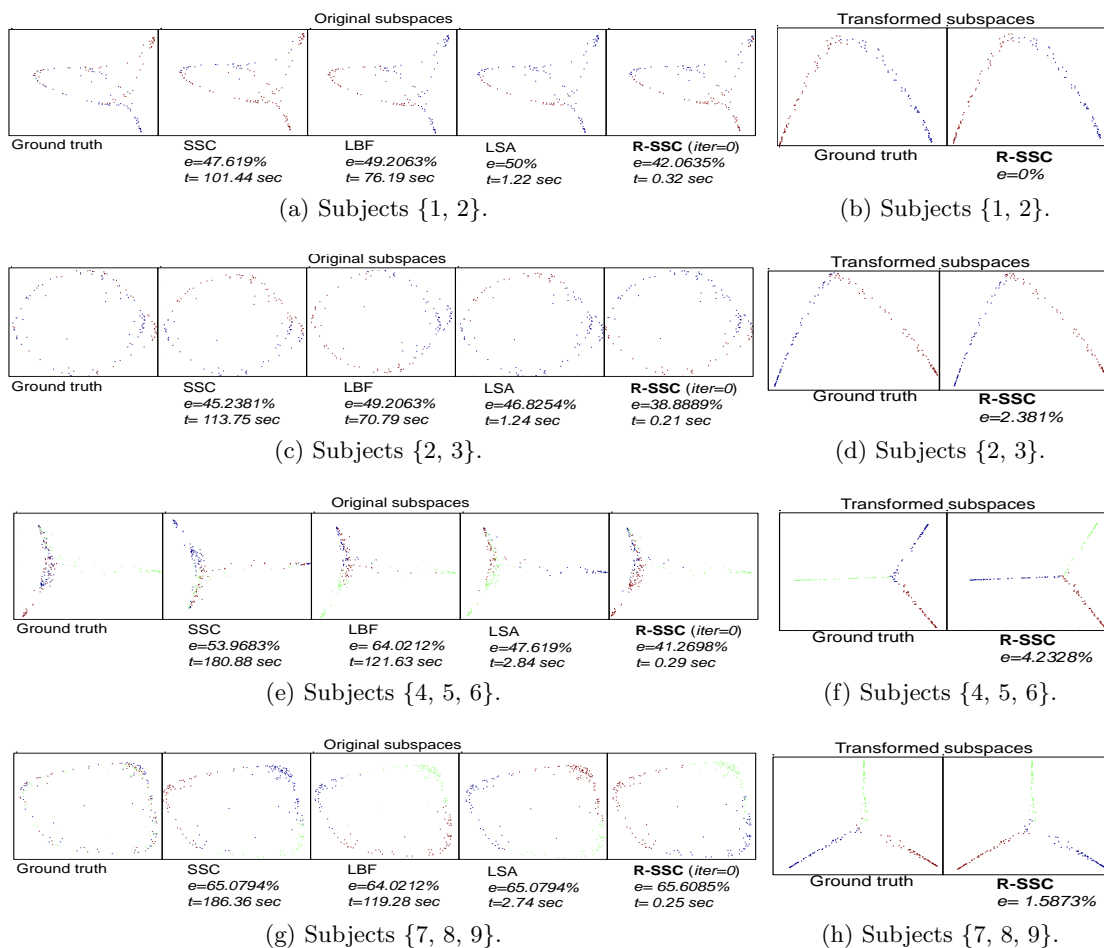 Original subspaces
Ground truth
SSC
e=47.619%
t= 101.44 sec
LBF
e=49.2063%
t= 76.19 sec
LSA
e=50%
t=1.22 sec
R-SSC (iter=0)
e=42.0635%
t= 0.32 sec
(a) Subjects {1, 2}.
Transformed subspaces
Ground truth
R-SSC
e=0%
(b) Subjects {1, 2}.
Original subspaces
Ground truth
SSC
e=45.2381%
t= 113.75 sec
LBF
e=49.2063%
t=70.79 sec
LSA
e=46.8254%
t=1.24 sec
R-SSC (iter=0)
e=38.8889%
t= 0.21 sec
(c) Subjects {2, 3}.
Transformed subspaces
Ground truth
R-SSC
e=2.381%
(d) Subjects {2, 3}.
Original subspaces
Ground truth
SSC
e=53.9683%
t=180.88 sec
LBF
e= 64.0212%
t=121.63 sec
LSA
e=47.619%
t=2.84 sec
R-SSC (iter=0)
e=41.2698%
t= 0.29 sec
(e) Subjects {4, 5, 6}.
Transformed subspaces
Ground truth
R-SSC
e=4.2328%
(f) Subjects {4, 5, 6}.
Original subspaces
Ground truth
SSC
e=65.0794%
t=186.36 sec
LBF
e=64.0212%
t=119.28 sec
LSA
e=65.0794%
t=2.74 sec
R-SSC (iter=0)
e= 65.6085%
t=0.25 sec
(g) Subjects {7, 8, 9}.
Transformed subspaces
Ground truth
R-SSC
e= 1.5873%
(h) Subjects {7, 8, 9}.